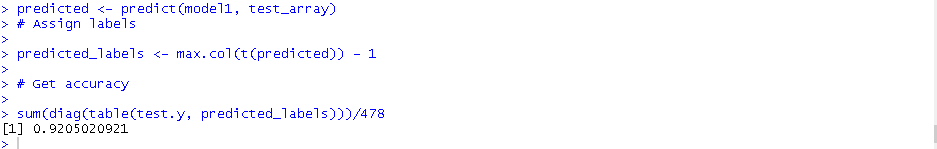 > predicted <- predict(model1, test_array)
> # Assign labels
>
> predicted_labels <- max.col(t(predicted)) - 1
>
> # Get accuracy
>
> sum(diag(table(test.y, predicted_labels)))/478
[1] 0.9205020921
>